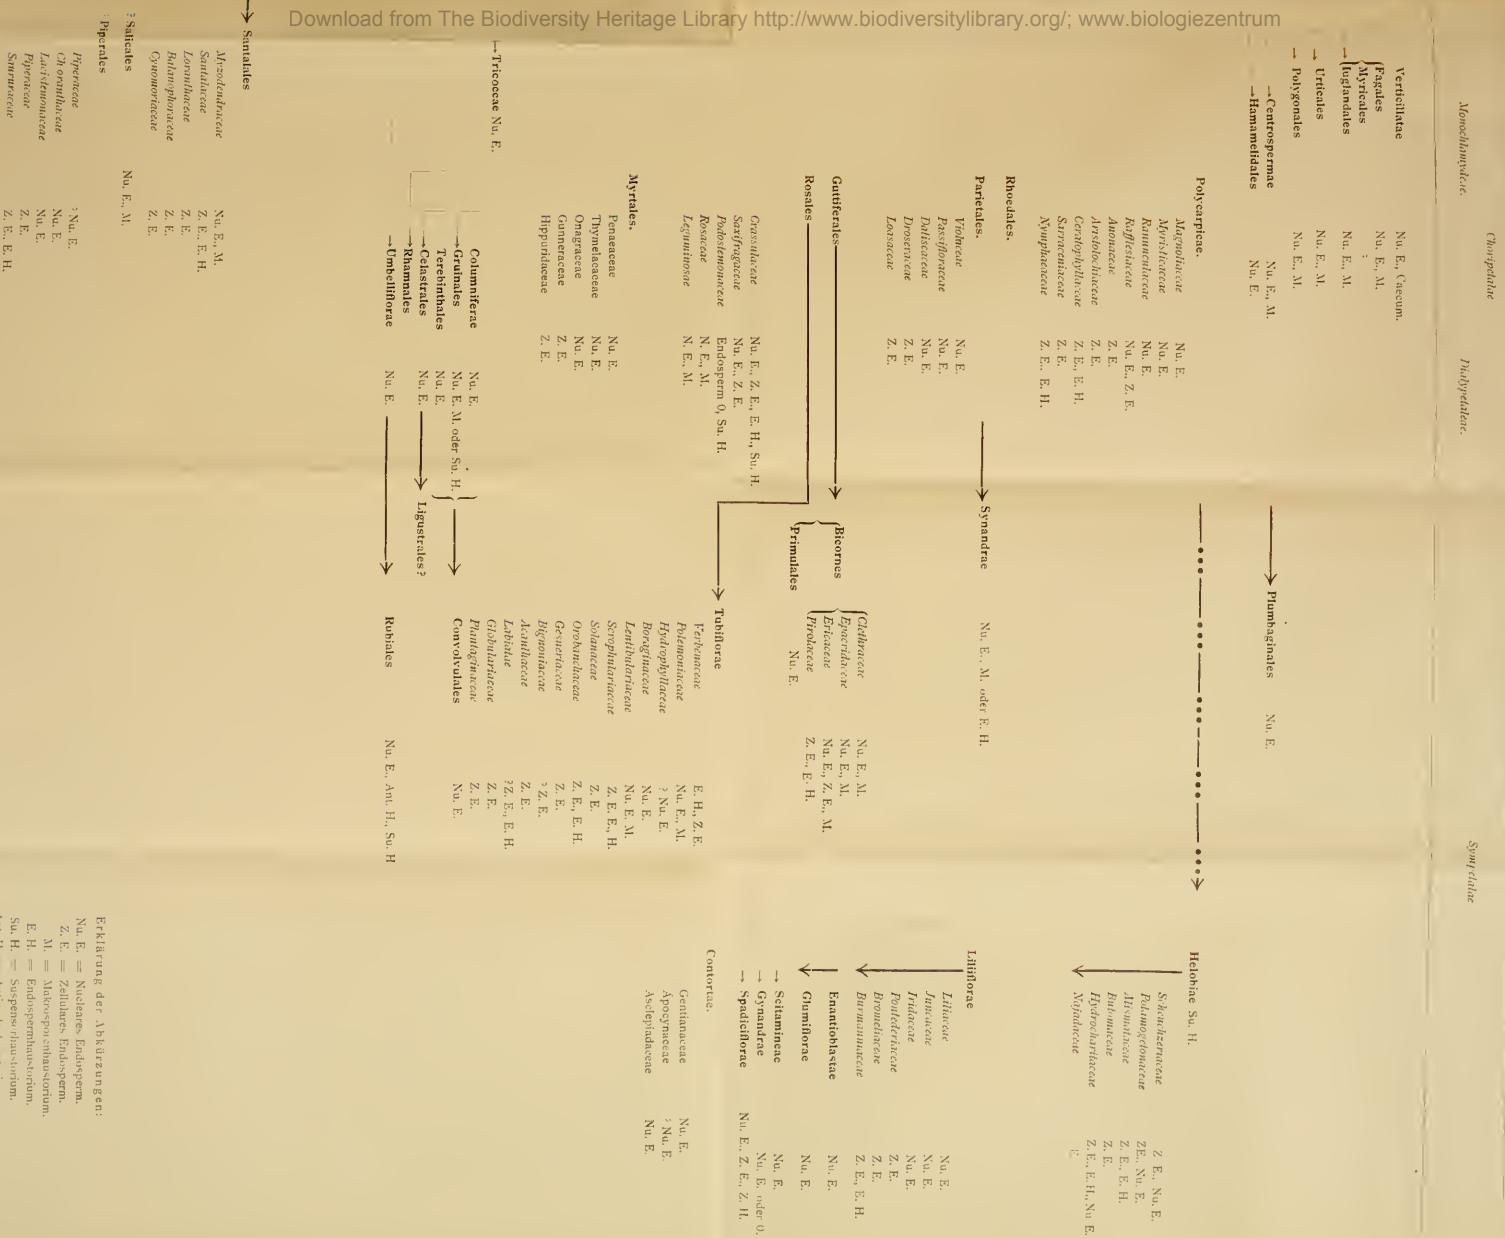 Download from The Biodiversity Heritage Library http://www.biodiversitylibrary.org/; www.biologiezentrum
Choripetalae
Monochlamydeae.
Dialypetaleae.
Sympetalae
Verticillatae Nu. E., Caecum.
Fagales Nu. E., M.
Myricales ?
→ Iuglandales Nu. E., M.
→ Urticales Nu. E., M.
→ Polygonales Nu. E., M.
→ Centrospermae Nu. E., M. Plumbaginales Nu. E.
→ Hamamelidales Nu. E.
Polycarpicae. Helobiae Su. H.
Magnoliaceae Nu. E.
Myristicaceae Nu. E.
Ranunculaceae Nu. E.
Rafflesiaceae Nu. E., Z. E.
Anonaceae Z. E.
Aristolochiaceae Z. E.
Ceratophyllaceae Z. E., E. H.
Sarraceniaceae Z. E.
Nymphaeaceae Z. E., E. H.
Scheuchzeriaceae Z. E., Nu. E.
Potamogetonaceae ZE., Nu. E.
Alismataceae Z. E., E. H.
Butomaceae Z. E.
Hydrocharitaceae Z. E., E. H., Nu E.
Najadaceae E.
Rhoedales.
Parietales. Synandrae Nu. E., M. oder E. H.
Violaceae Nu. E.
Passifloraceae Nu. E.
Datiscaceae Nu. E.
Droseraceae Z. E.
Loasaceae Z. E.
Liliiflorae
Liliaceae Nu. E.
Juncaceae Nu. E.
Iridaceae Nu. E.
Pontederiaceae Z. E.
Bromeliaceae Z. E.
Burmanniaceae Z. E., E. H.
Enantioblastae Nu. E.
Glumiflorae Nu. E.
→ Scitamineae Nu. E.
→ Gynandrae Nu. E. oder 0.
→ Spadiciflorae Nu. E., Z. E., Z. H.
Guttiferales Bicornes
Clethraceae Nu. E., M.
Epacridaceae Nu. E., M.
Ericaceae Nu. E., Z. E., M.
Pirolaceae Z. E., E. H.
Primulales Nu. E.
Rosales Tubiflorae
Crassulaceae Nu. E., Z. E., E. H., Su. H.
Saxifragaceae Nu. E., Z. E.
Podostemonaceae Endosperm 0, Su. H.
Rosaceae N. E., M.
Leguminosae N. E., M.
Verbenaceae E. H., Z. E.
Polemoniaceae Nu. E., M.
Hydrophyllaceae ? Nu. E.
Boraginaceae Nu. E.
Lentibulariaceae Nu. E. M.
Scrophulariaceae Z. E. E., H.
Solanaceae Z. E.
Orobanchaceae Z. E., E. H.
Gesneriaceae Z. E.
Bignoniaceae ? Z. E.
Acanthaceae Z. E.
Labiatae ? Z. E., E. H.
Globulariaceae Z. E.
Plantaginaceae Z. E.
Convolvulales Nu. E.
Contortae.
Gentianaceae Nu. E.
Apocynaceae ? Nu. E.
Asclepiadaceae Nu. E.
Myrtales.
Penaeaceae Nu. E.
Thymelacaceae Nu. E.
Onagraceae Nu. E.
Gunneraceae Z. E.
Hippuridaceae Z. E.
→ Tricoccae Nu. E.
Columniferae Nu. E.
→ Gruinales Nu. E. M. oder Su. H.
Terebinthales Nu. E.
→ Celastrales Nu. E. Ligustrales ?
→ Rhamnales
→ Umbelliflorae Nu. E. Rubiales Nu. E., Ant. H., Su. H
→ Santalales
Myzodendraceae Nu. E., M.
Santalaceae Z. E., E. H.
Loranthaceae Z. E.
Balanophoraceae Z. E.
Cynomoriaceae Z. E.
? Salicales Nu. E., M.
? Piperales
Piperaceae ? Nu. E.
Choranthaceae Nu. E.
Lacistemonaceae Nu. E.
Piperaceae Z. E.
Saururaceae Z. E., E. H.
Erklärung der Abkürzungen:
Nu. E. = Nucleares Endosperm.
Z. E. = Zellulares Endosperm.
M. = Makrosporenhaustorium.
E. H. = Endospermhaustorium.
Su. H. = Suspensorhaustorium.